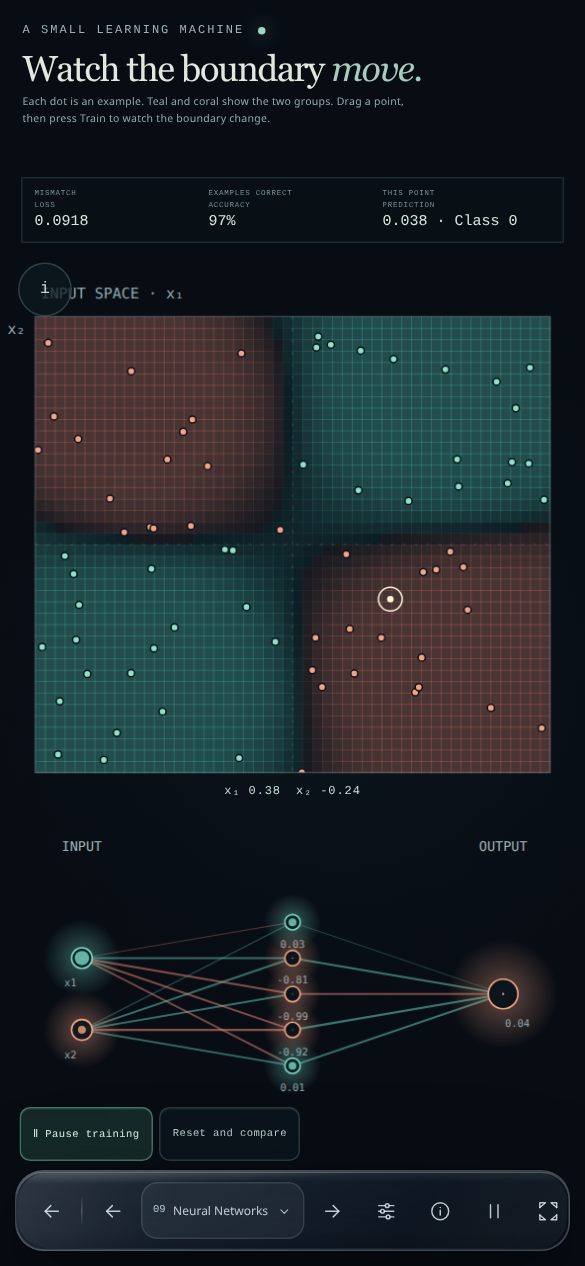 A SMALL LEARNING MACHINE
Watch the boundary move.
Each dot is an example. Teal and coral show the two groups. Drag a point,
then press Train to watch the boundary change.
MISMATCH
LOSS
0.0918
EXAMPLES CORRECT
ACCURACY
97%
THIS POINT
PREDICTION
0.038 · Class 0
i
INPUT SPACE · x₁
x₂
x₁ 0.38 x₂ -0.24
INPUT
OUTPUT
x1
x2
0.03
-0.81
-0.99
-0.92
0.01
0.04
Pause training
Reset and compare
09 Neural Networks